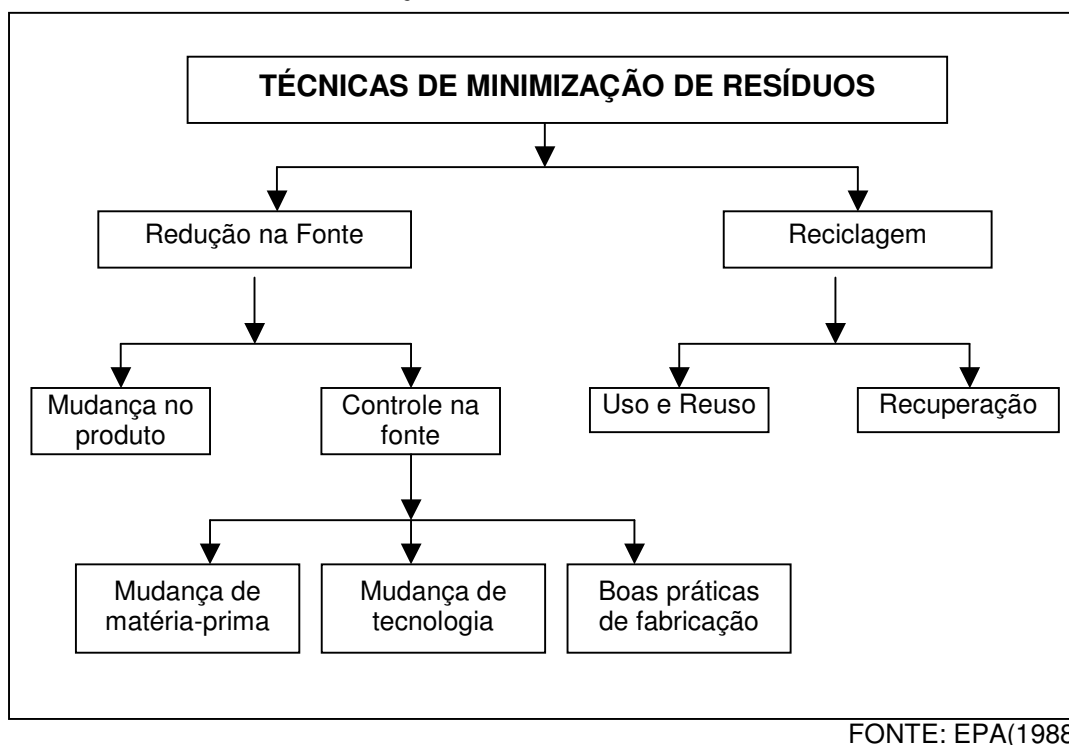 TÉCNICAS DE MINIMIZAÇÃO DE RESÍDUOS
Redução na Fonte
Reciclagem
Mudança no
produto
Controle na
fonte
Uso e Reuso
Recuperação
Mudança de
matéria-prima
Mudança de
tecnologia
Boas práticas
de fabricação
FONTE: EPA(1988